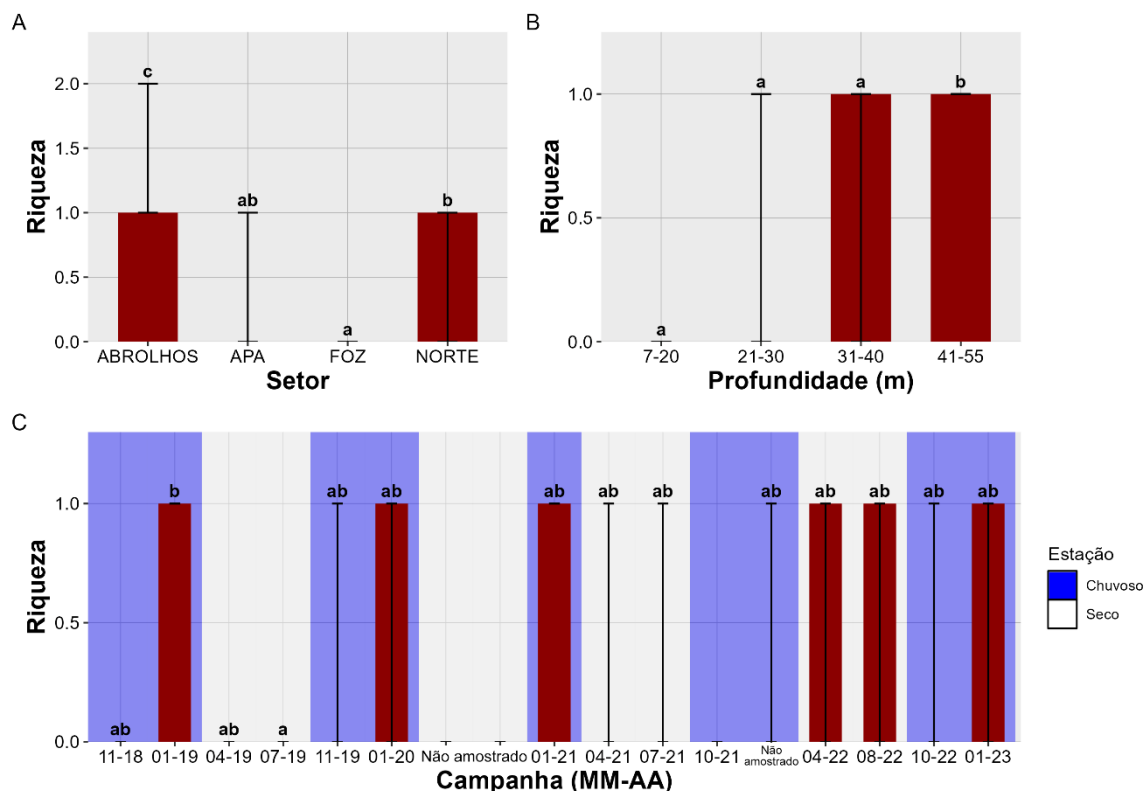 A
c
ab
a
b
2.0
1.5
1.0
0.5
0.0
Riqueza
ABROLHOS APA FOZ NORTE
Setor
B
a
a
a
b
1.0
0.5
0.0
Riqueza
7-20 21-30 31-40 41-55
Profundidade (m)
C
ab b ab a ab ab ab ab ab ab ab ab ab ab
1.0
0.5
0.0
Riqueza
11-18 01-19 04-19 07-19 11-19 01-20 Não amostrado 01-21 04-21 07-21 10-21 Não amostrado 04-22 08-22 10-22 01-23
Campanha (MM-AA)
Estação
Chuvoso
Seco